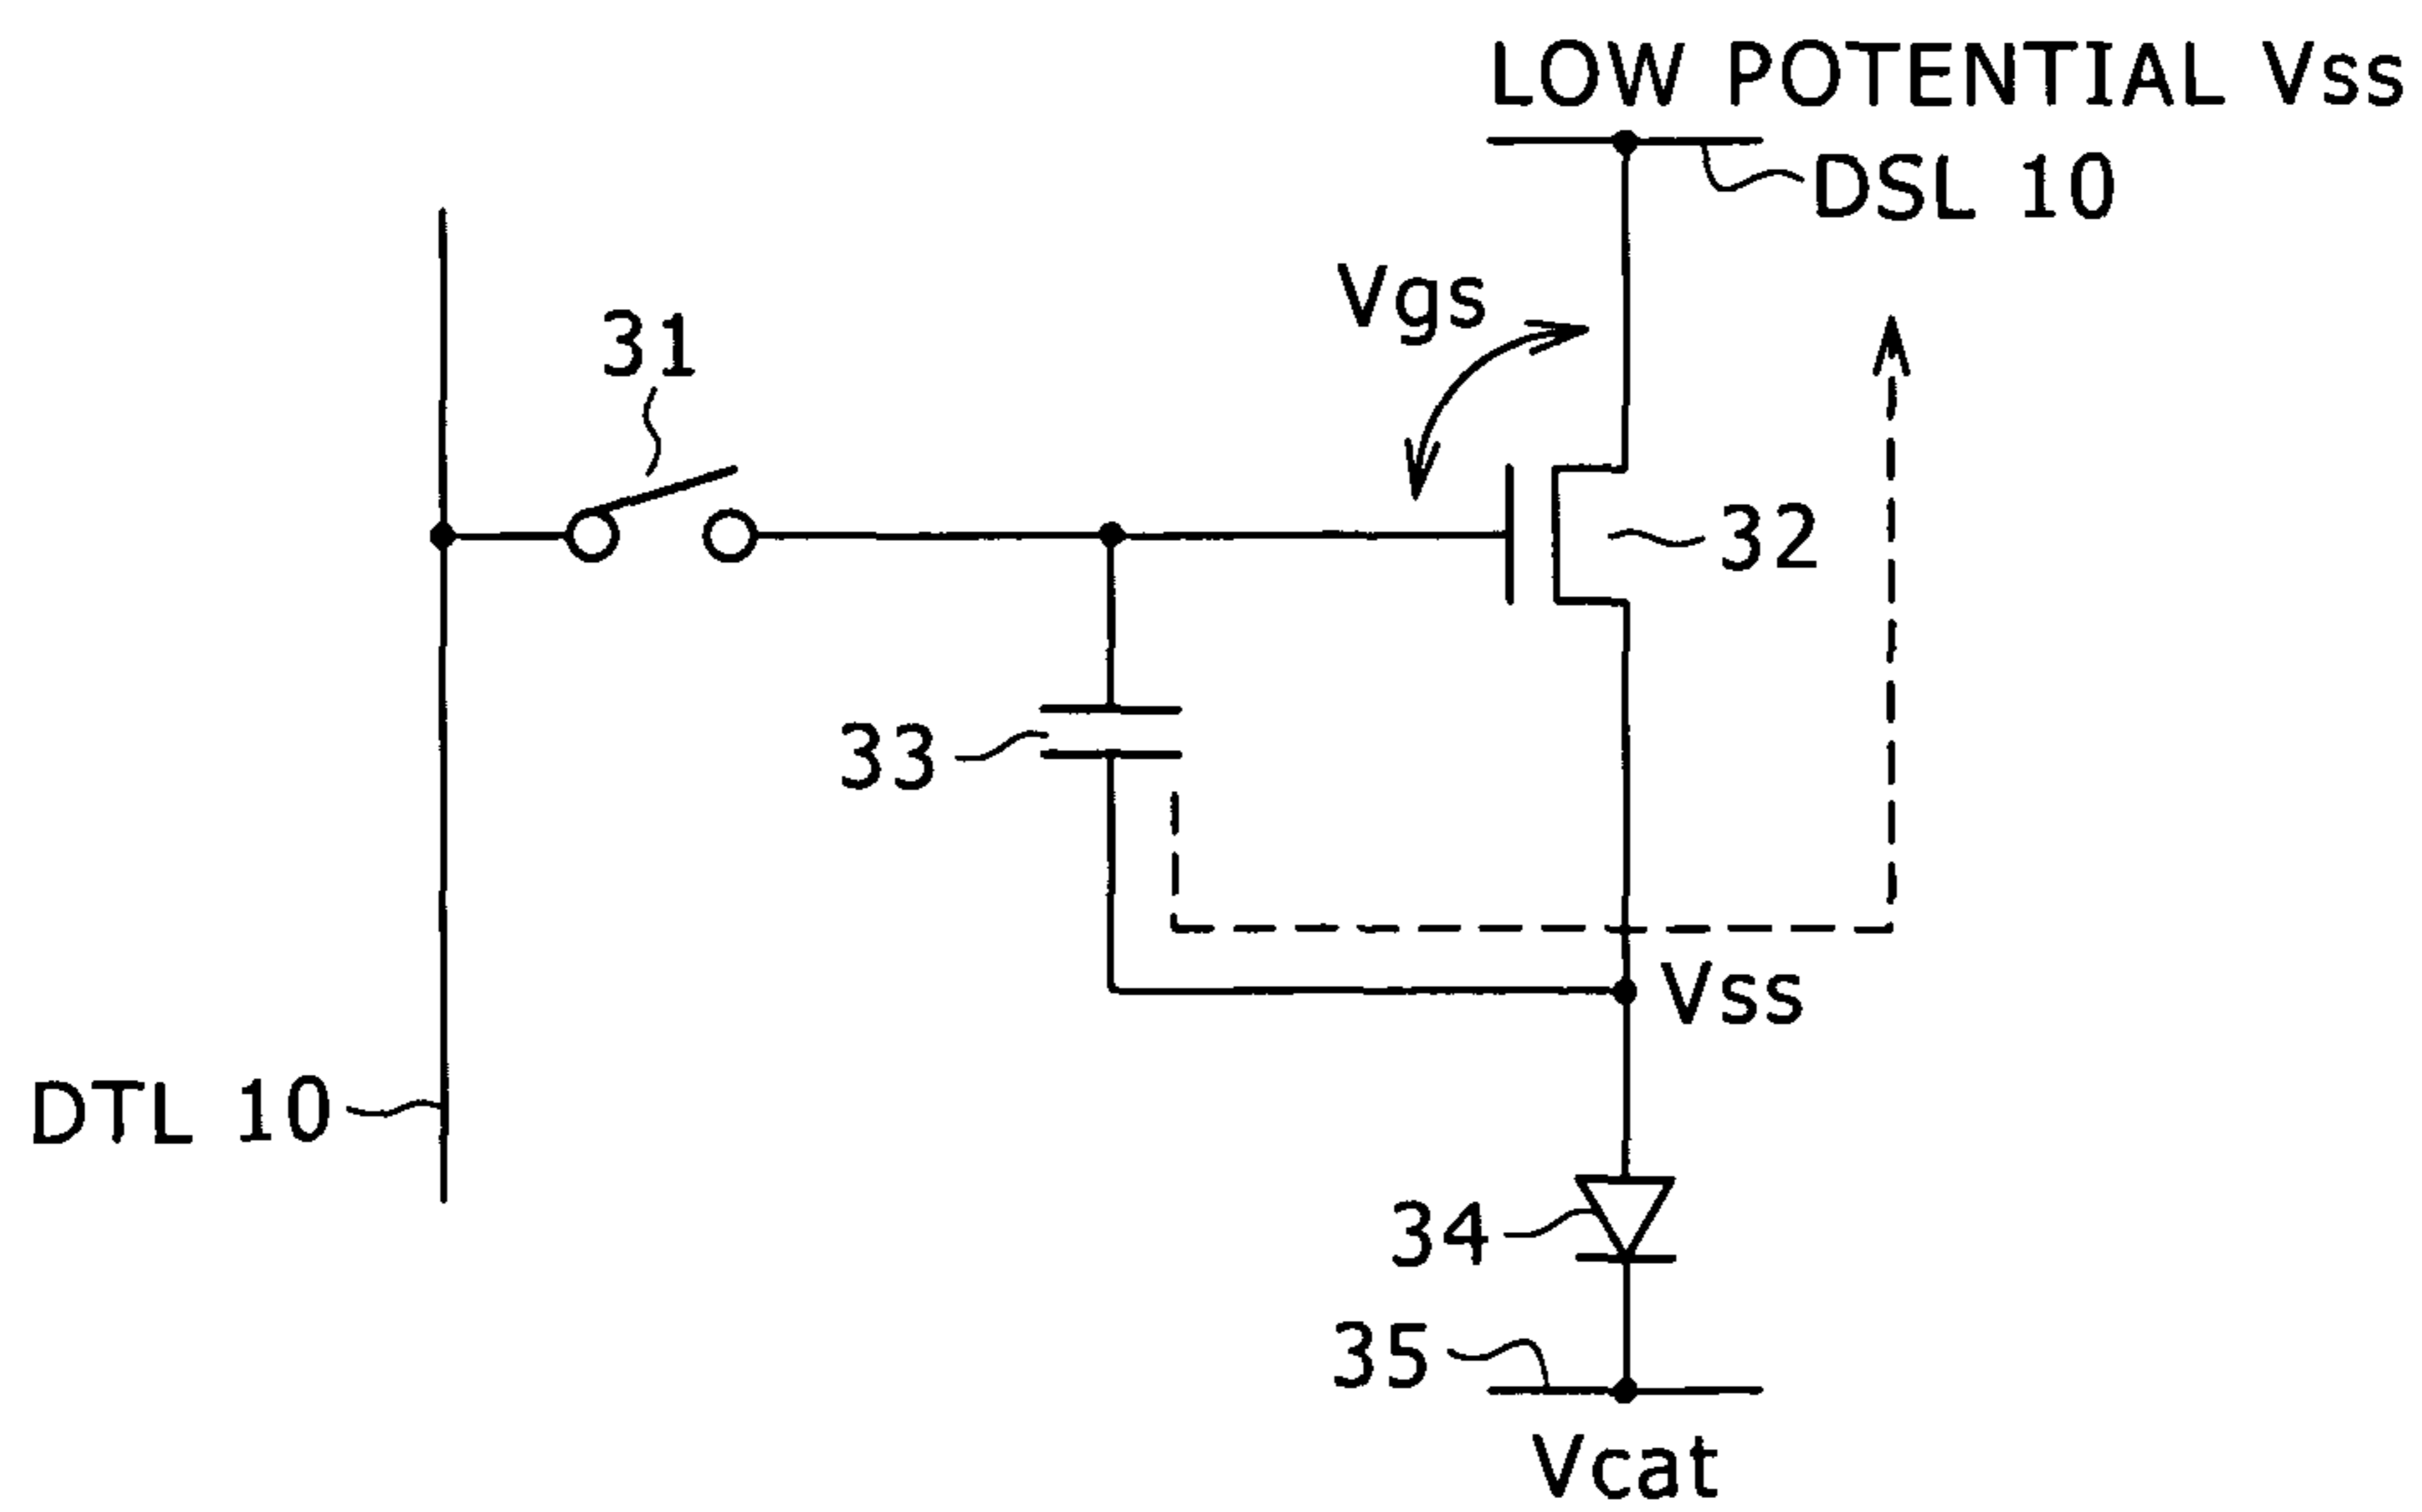 LOW POTENTIAL Vss
DSL 10
Vgs
31
32
33
Vss
DTL 10
34
35
Vcat